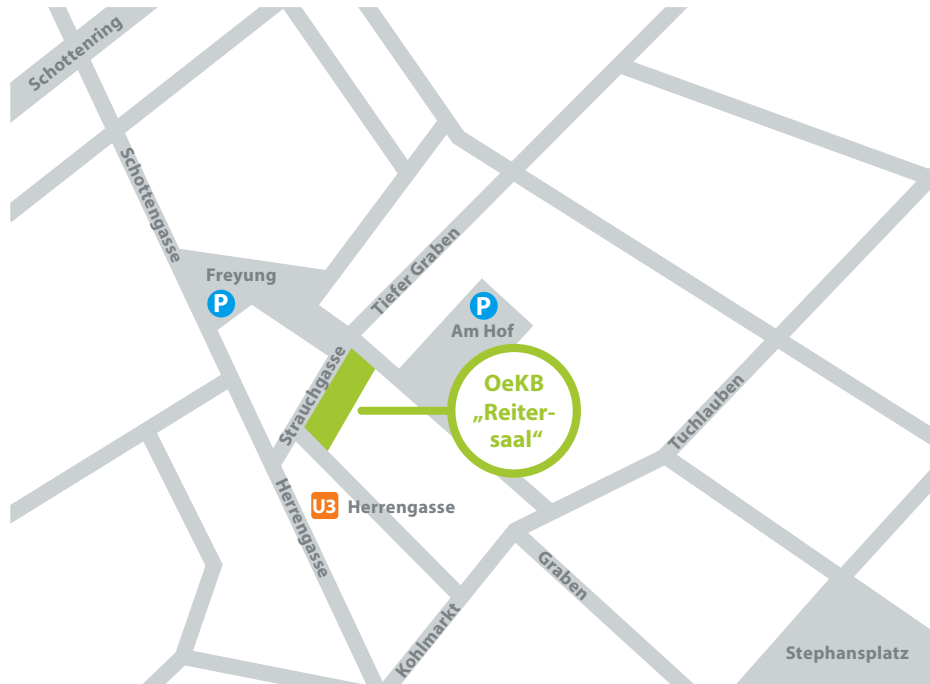 Schottenring
Schottengasse
Freyung
P
Tiefer Graben
P
Am Hof
Strauchgasse
OeKB
„Reiter-
saal“
Tuchlauben
Herrengasse
U3 Herrengasse
Graben
Kohlmarkt
Stephansplatz